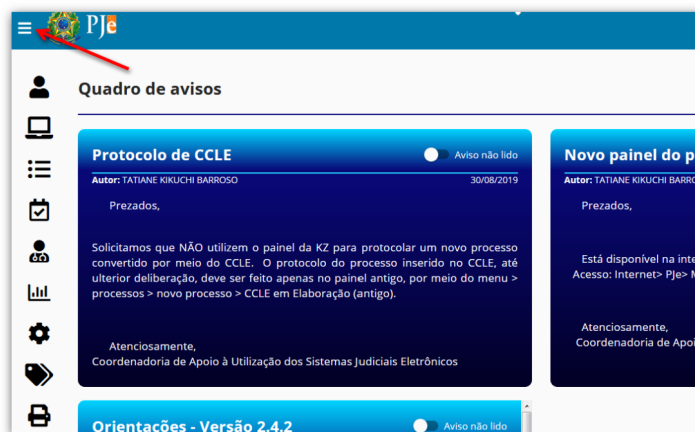 PJe
Quadro de avisos
Protocolo de CCLE
Aviso não lido
Autor: TATIANE KIKUCHI BARROSO
30/08/2019
Prezados,
Solicitamos que NÃO utilizem o painel da KZ para protocolar um novo processo
convertido por meio do CCLE. O protocolo do processo inserido no CCLE, até
ulterior deliberação, deve ser feito apenas no painel antigo, por meio do menu >
processos > novo processo > CCLE em Elaboração (antigo).
Atenciosamente,
Coordenadoria de Apoio à Utilização dos Sistemas Judiciais Eletrônicos
Novo painel do p
Autor: TATIANE KIKUCHI BARRO
Prezados,
Está disponível na inte
Acesso: Internet> PJe> M
Atenciosamente,
Coordenadoria de Apoi
Orientações - Versão 2.4.2
Aviso não lido